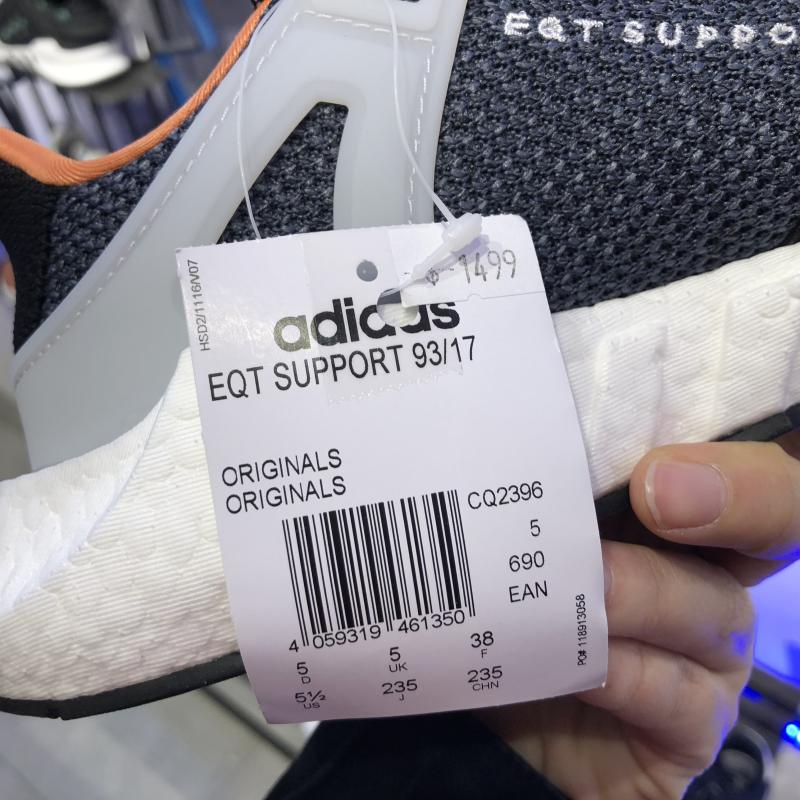 EQT SUPPO
HSD2/1116/V07
1499
adidas
EQT SUPPORT 93/17
ORIGINALS
ORIGINALS
CQ2396
5
690
EAN
4 059319 461350
5 5 38
D UK F
5½ 235 235
US J CHN
PO# 118913058